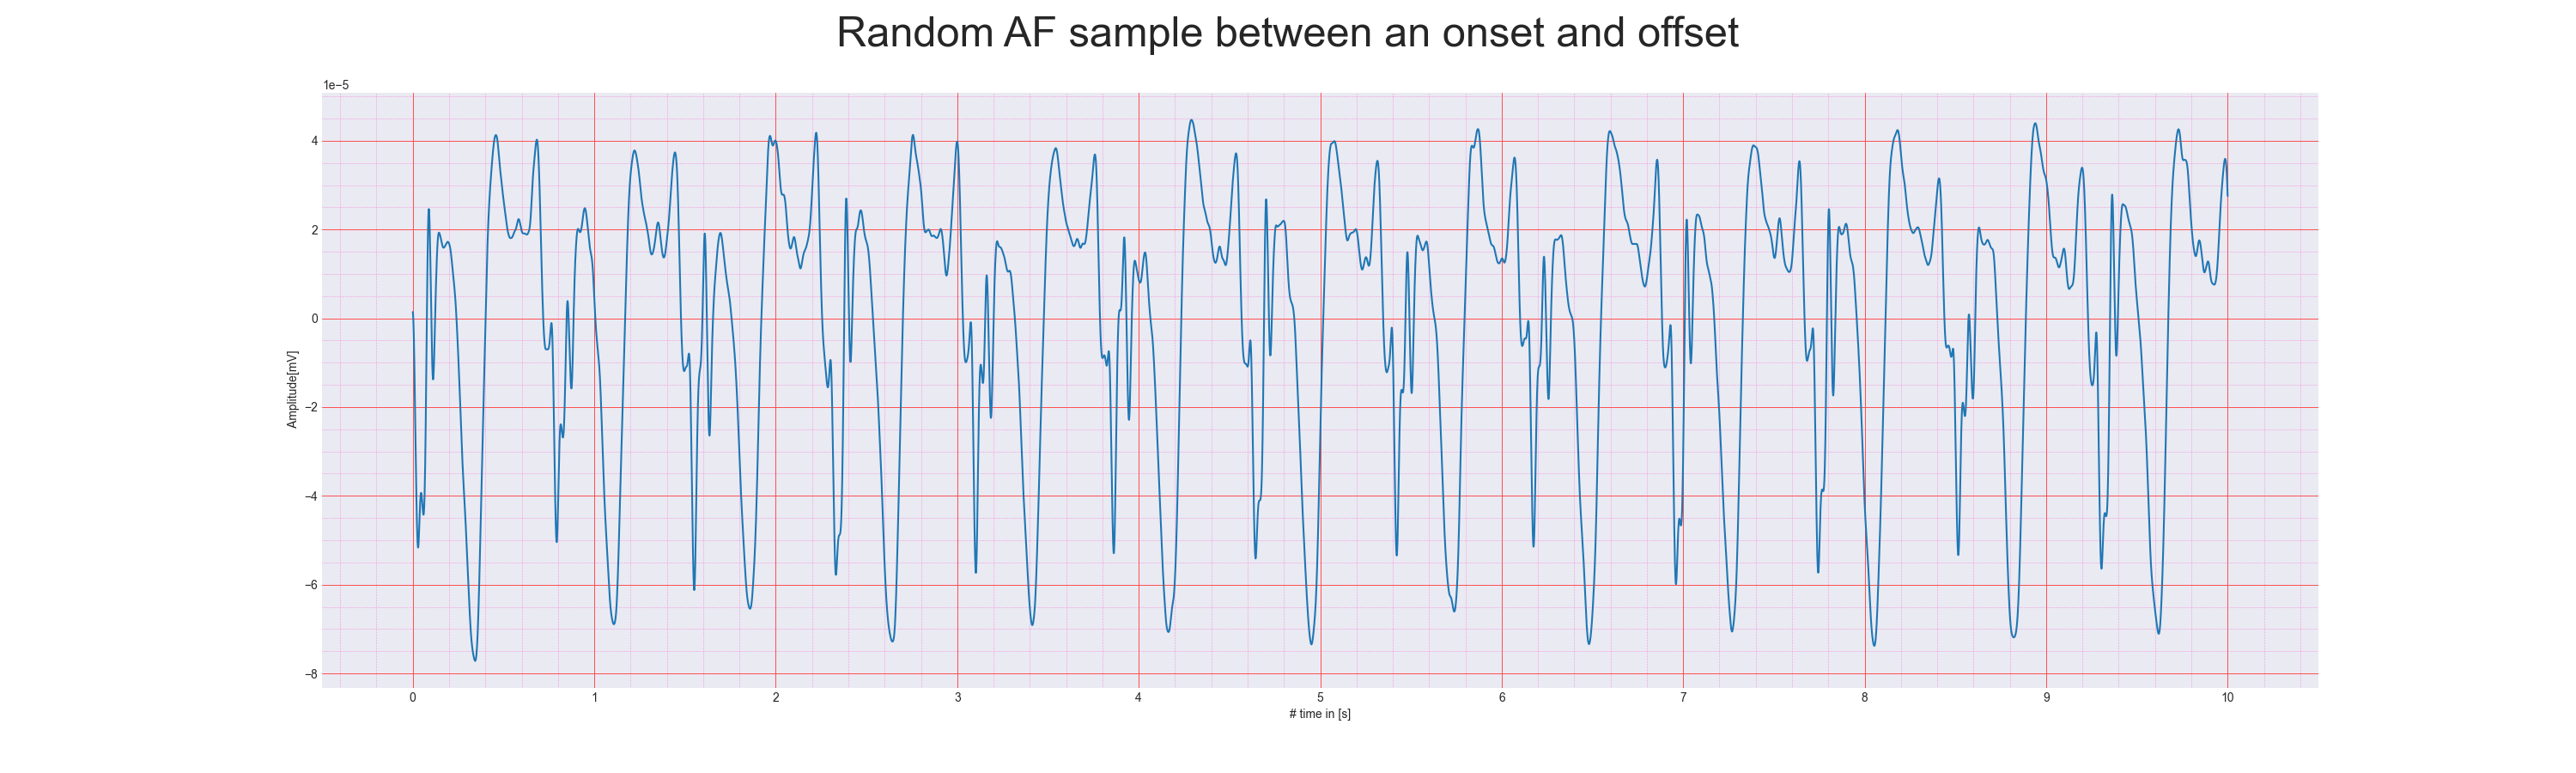 Random AF sample between an onset and offset
1e−5
4
2
0
−2
−4
−6
−8
Amplitude[mV]
0 1 2 3 4 5 6 7 8 9 10
# time in [s]